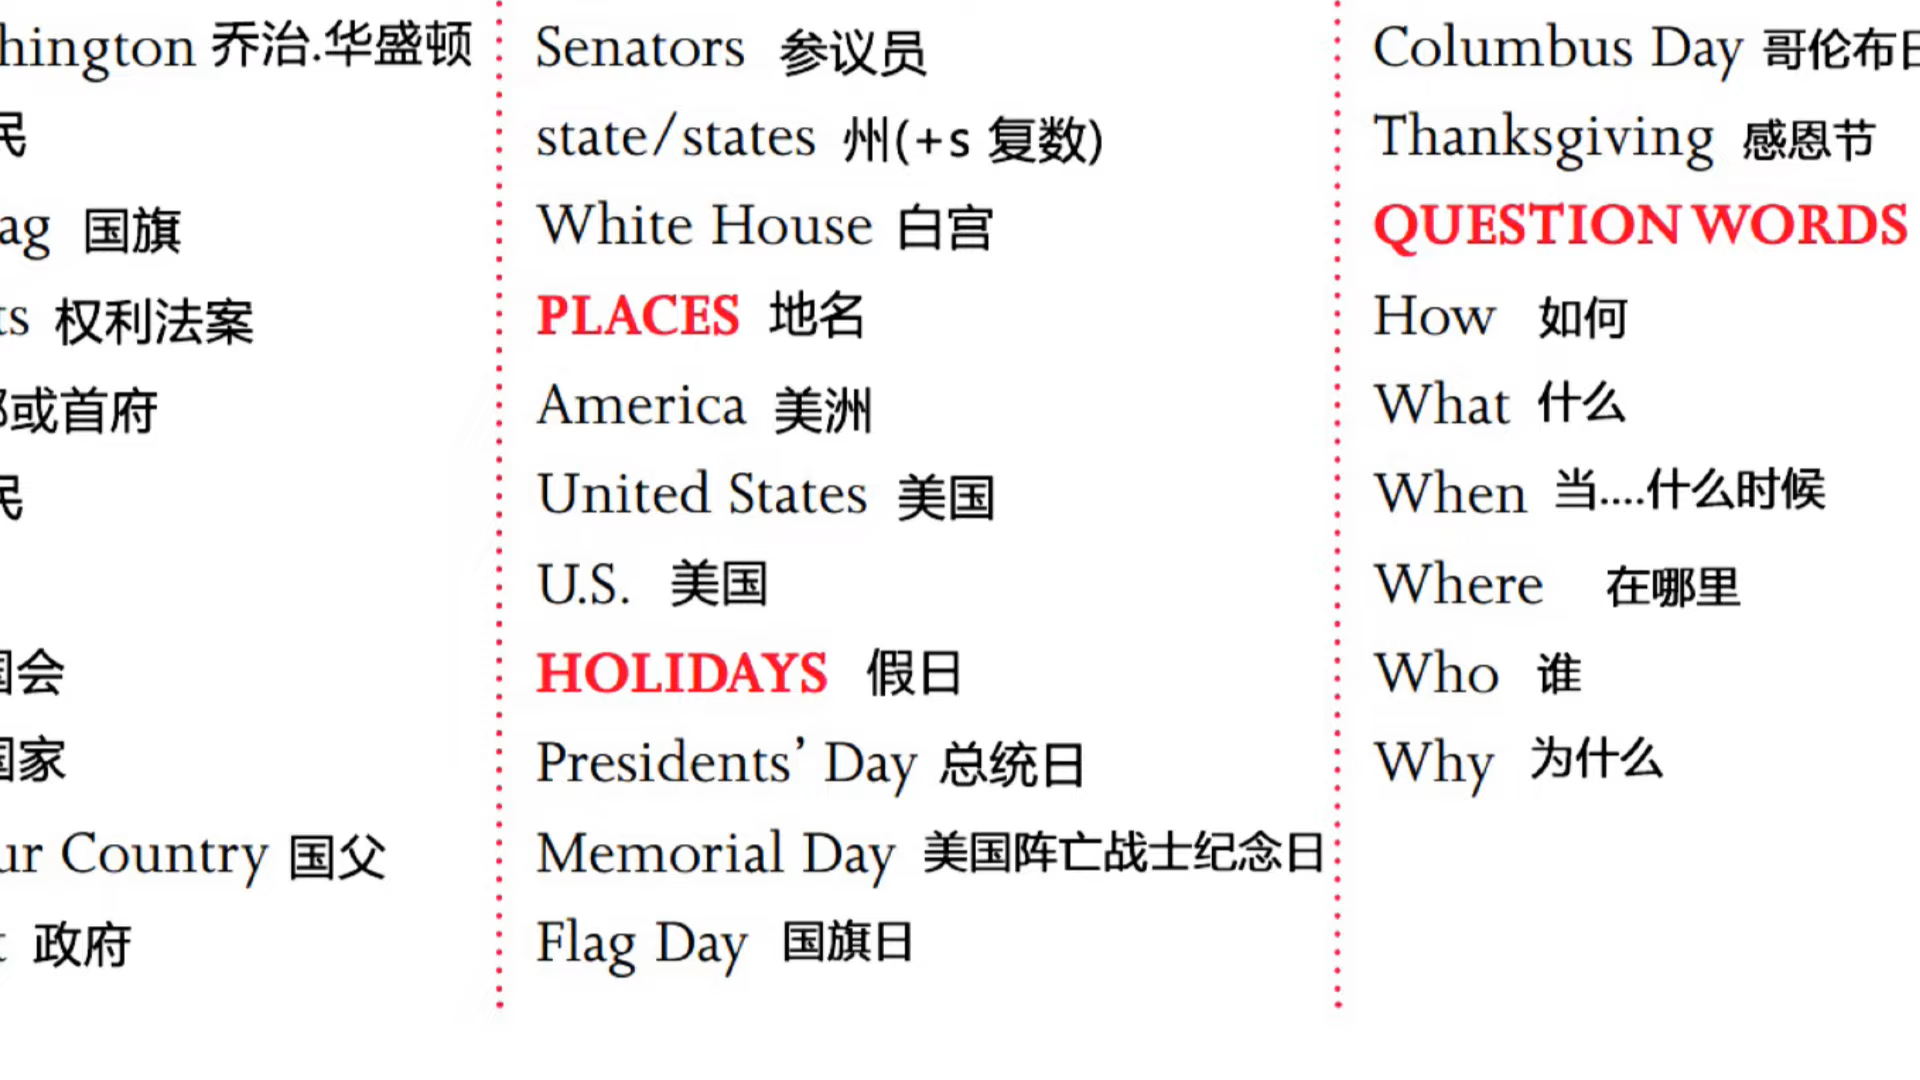 hington 乔治.华盛顿
民
ag 国旗
ts 权利法案
或首府
民
国会
国家
ur Country 国父
t 政府
Senators 参议员
state/states 州(+s 复数)
White House 白宫
PLACES 地名
America 美洲
United States 美国
U.S. 美国
HOLIDAYS 假日
Presidents’ Day 总统日
Memorial Day 美国阵亡战士纪念日
Flag Day 国旗日
Columbus Day 哥伦布日
Thanksgiving 感恩节
QUESTION WORDS
How 如何
What 什么
When 当....什么时候
Where 在哪里
Who 谁
Why 为什么